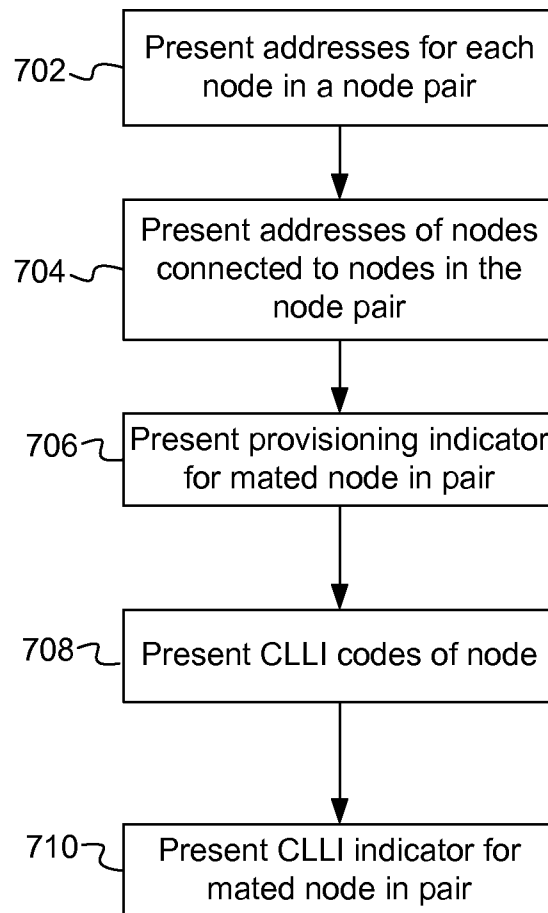 702
Present addresses for each
node in a node pair
704
Present addresses of nodes
connected to nodes in the
node pair
706
Present provisioning indicator
for mated node in pair
708
Present CLLI codes of node
710
Present CLLI indicator for
mated node in pair